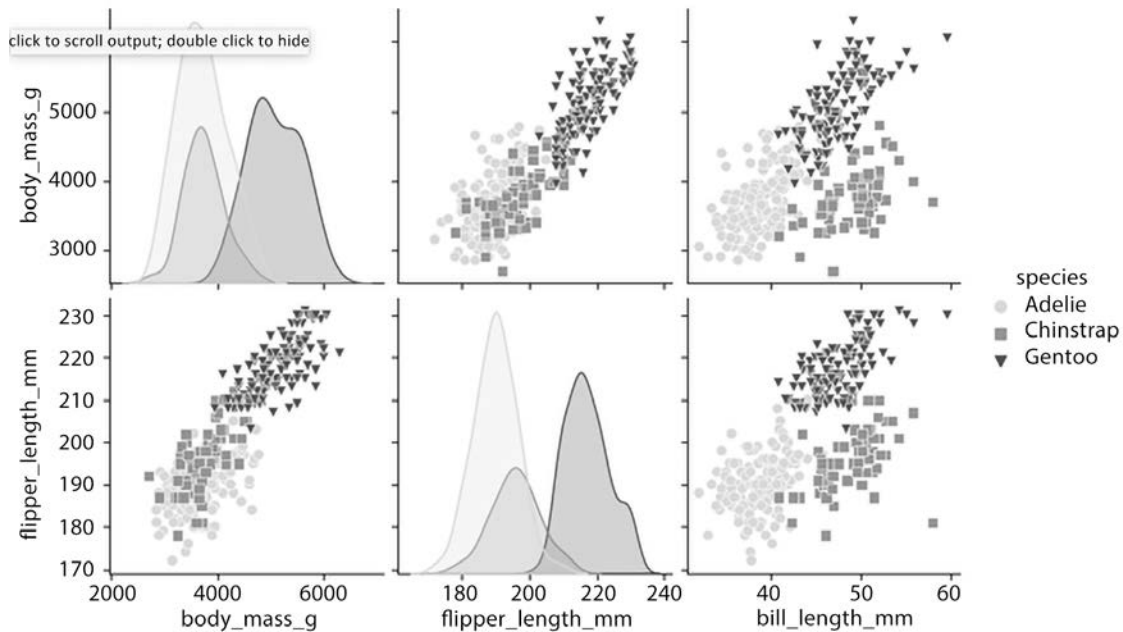 click to scroll output; double click to hide
body_mass_g
5000
4000
3000
species
Adelie
Chinstrap
Gentoo
flipper_length_mm
230
220
210
200
190
180
170
2000 4000 6000
180 200 220 240
40 50 60
body_mass_g
flipper_length_mm
bill_length_mm